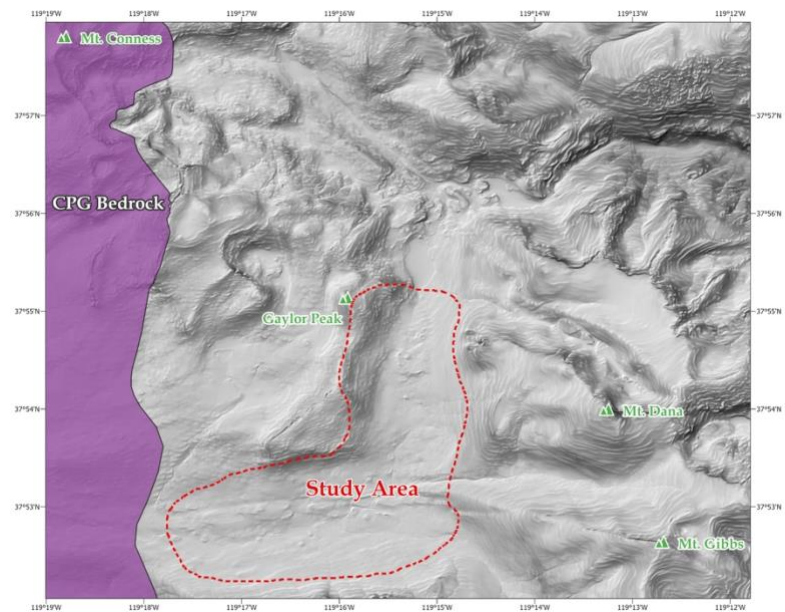 119°19'W 119°18'W 119°17'W 119°16'W 119°15'W 119°14'W 119°13'W 119°12'W
Mt. Conness
37°57'N 37°57'N
CPG Bedrock
37°56'N 37°56'N
37°55'N 37°55'N
Gaylor Peak
37°54'N 37°54'N
Mt. Dana
Study Area
37°53'N 37°53'N
Mt. Gibbs
119°19'W 119°18'W 119°17'W 119°16'W 119°15'W 119°14'W 119°13'W 119°12'W